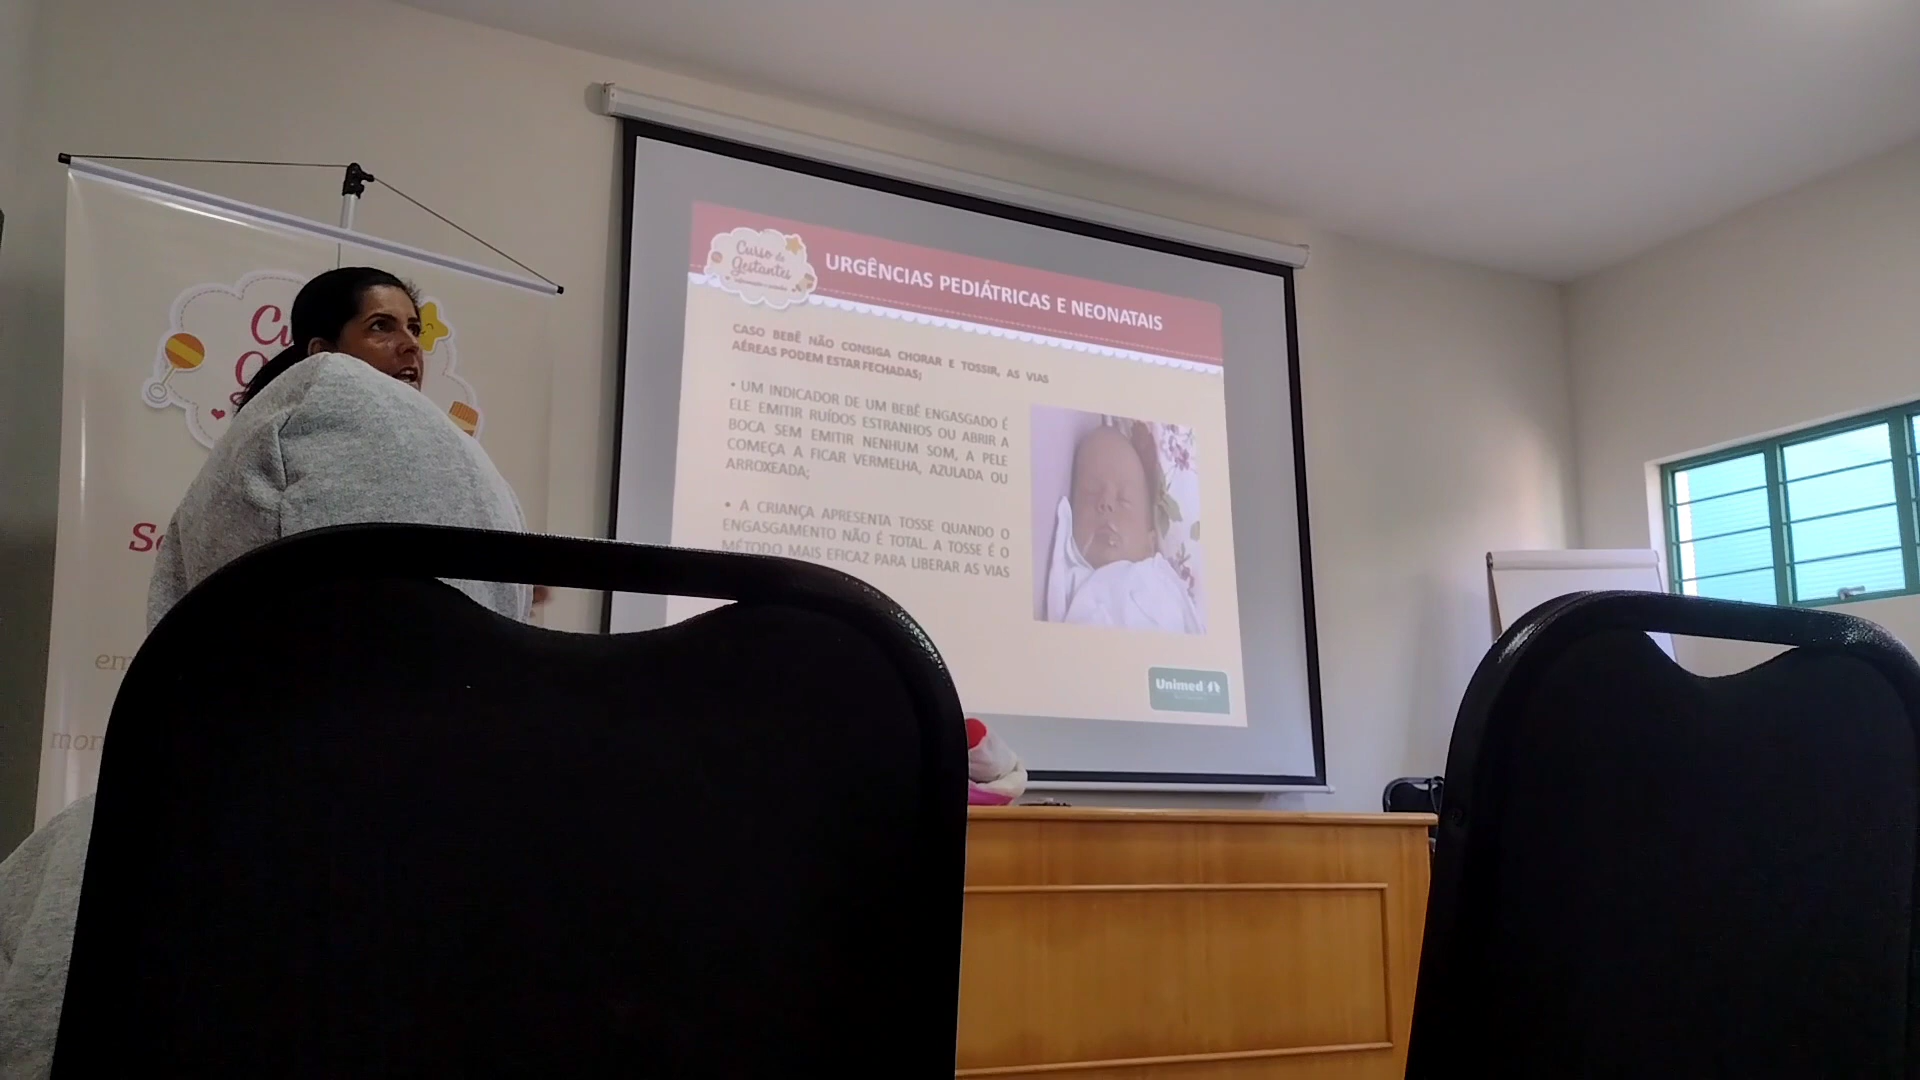 Curso de
Gestantes
URGÊNCIAS PEDIÁTRICAS E NEONATAIS
CASO BEBÊ NÃO CONSIGA CHORAR E TOSSIR, AS VIAS
AÉREAS PODEM ESTAR FECHADAS;
• UM INDICADOR DE UM BEBÊ ENGASGADO É
ELE EMITIR RUÍDOS ESTRANHOS OU ABRIR A
BOCA SEM EMITIR NENHUM SOM, A PELE
COMEÇA A FICAR VERMELHA, AZULADA OU
ARROXEADA;
• A CRIANÇA APRESENTA TOSSE QUANDO O
ENGASGAMENTO NÃO É TOTAL. A TOSSE É O
MÉTODO MAIS EFICAZ PARA LIBERAR AS VIAS
Unimed